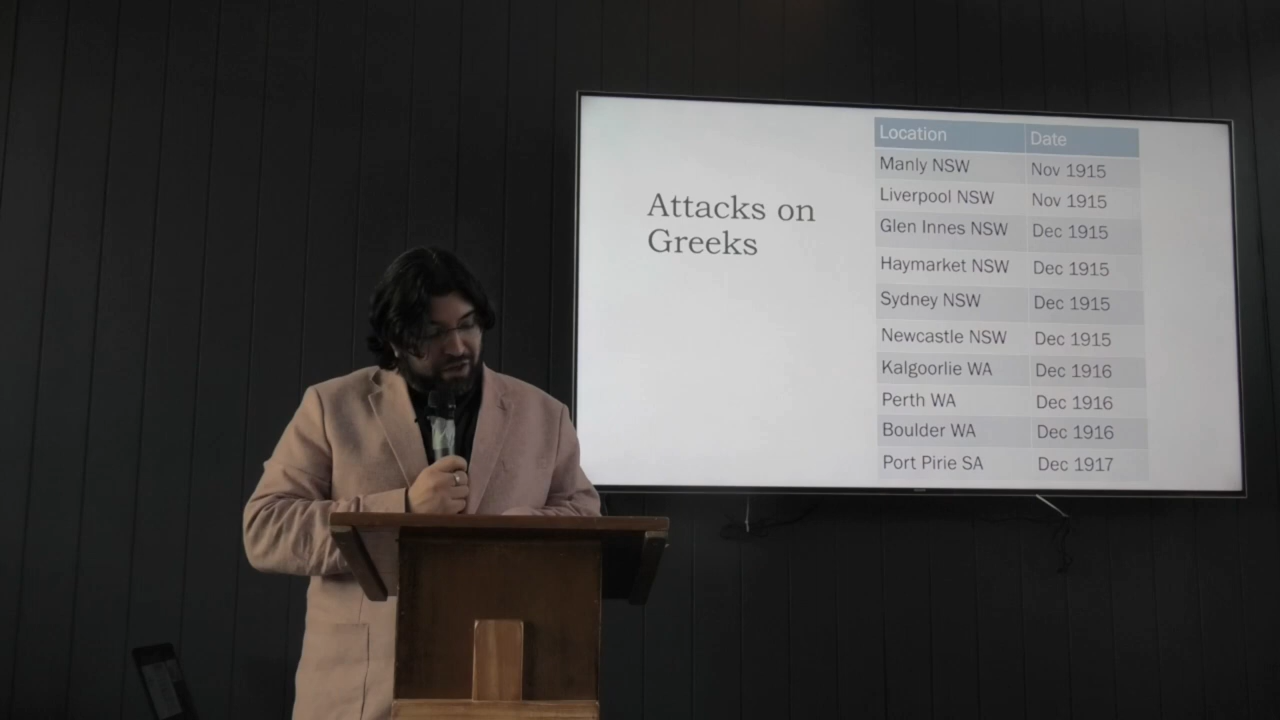 Attacks on
Greeks
Location Date
Manly NSW Nov 1915
Liverpool NSW Nov 1915
Glen Innes NSW Dec 1915
Haymarket NSW Dec 1915
Sydney NSW Dec 1915
Newcastle NSW Dec 1915
Kalgoorlie WA Dec 1916
Perth WA Dec 1916
Boulder WA Dec 1916
Port Pirie SA Dec 1917